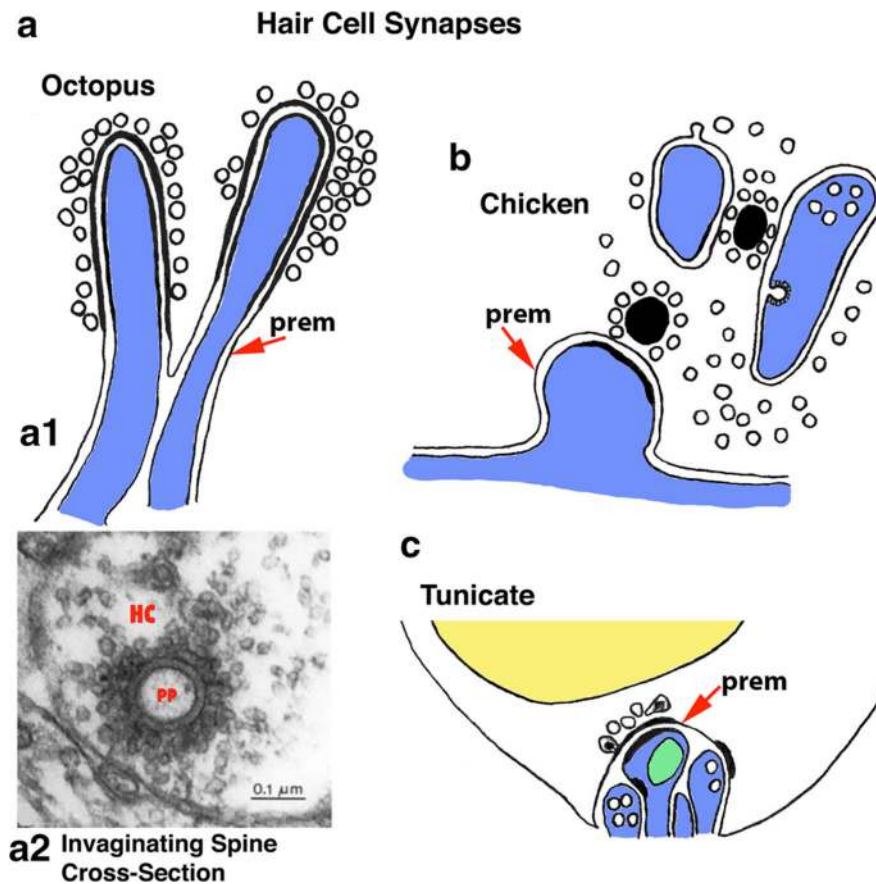 a
Hair Cell Synapses
Octopus
prem
a1
b
Chicken
prem
HC
PP
0.1 µm
a2 Invaginating Spine
Cross-Section
c
Tunicate
prem